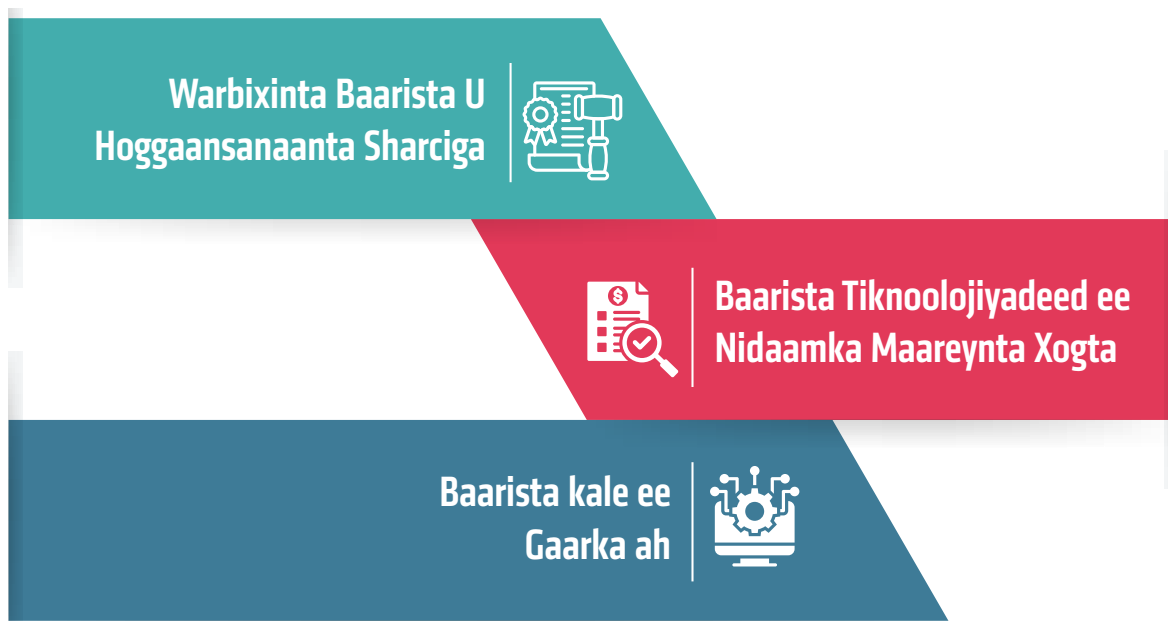 Warbixinta Baarista U
Hoggaansanaanta Sharciga
Baarista Tiknoolojiyadeed ee
Nidaamka Maareynta Xogta
Baarista kale ee
Gaarka ah